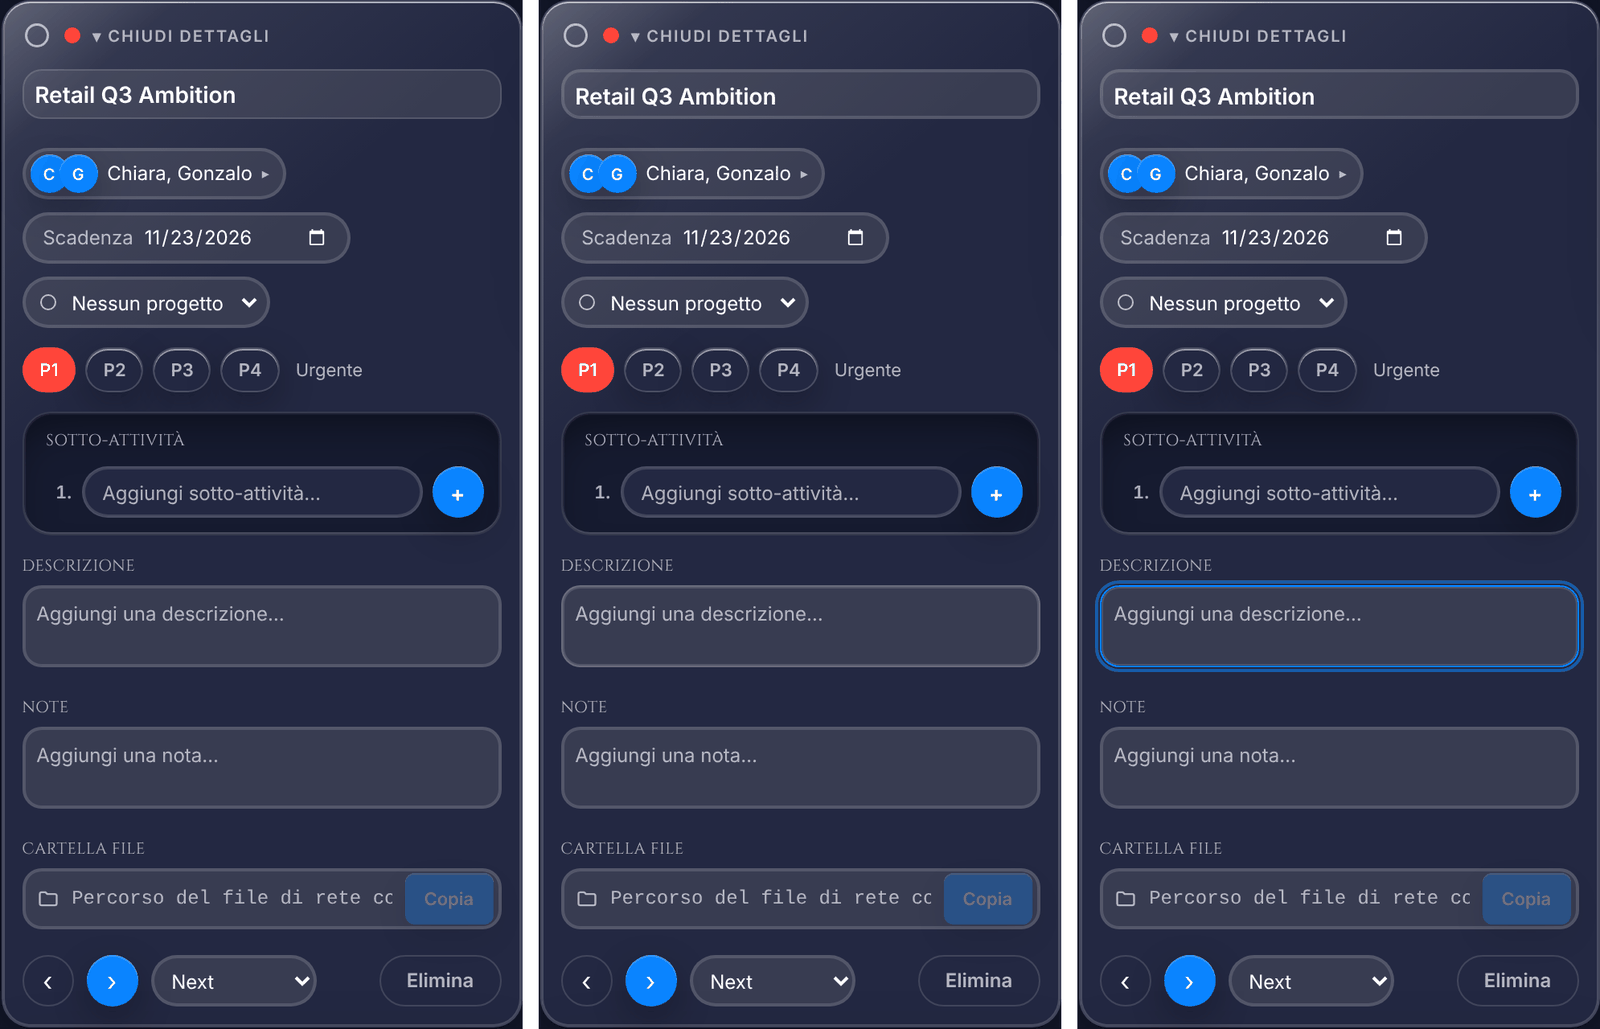 ▾ CHIUDI DETTAGLI
Retail Q3 Ambition
C G Chiara, Gonzalo ▸
Scadenza 11/23/2026
Nessun progetto
P1 P2 P3 P4 Urgente
SOTTO-ATTIVITÀ
1. Aggiungi sotto-attività... +
DESCRIZIONE
Aggiungi una descrizione...
NOTE
Aggiungi una nota...
CARTELLA FILE
Percorso del file di rete cc Copia
‹ › Next Elimina
▾ CHIUDI DETTAGLI
Retail Q3 Ambition
C G Chiara, Gonzalo ▸
Scadenza 11/23/2026
Nessun progetto
P1 P2 P3 P4 Urgente
SOTTO-ATTIVITÀ
1. Aggiungi sotto-attività... +
DESCRIZIONE
Aggiungi una descrizione...
NOTE
Aggiungi una nota...
CARTELLA FILE
Percorso del file di rete cc Copia
‹ › Next Elimina
▾ CHIUDI DETTAGLI
Retail Q3 Ambition
C G Chiara, Gonzalo ▸
Scadenza 11/23/2026
Nessun progetto
P1 P2 P3 P4 Urgente
SOTTO-ATTIVITÀ
1. Aggiungi sotto-attività... +
DESCRIZIONE
Aggiungi una descrizione...
NOTE
Aggiungi una nota...
CARTELLA FILE
Percorso del file di rete cc Copia
‹ › Next Elimina